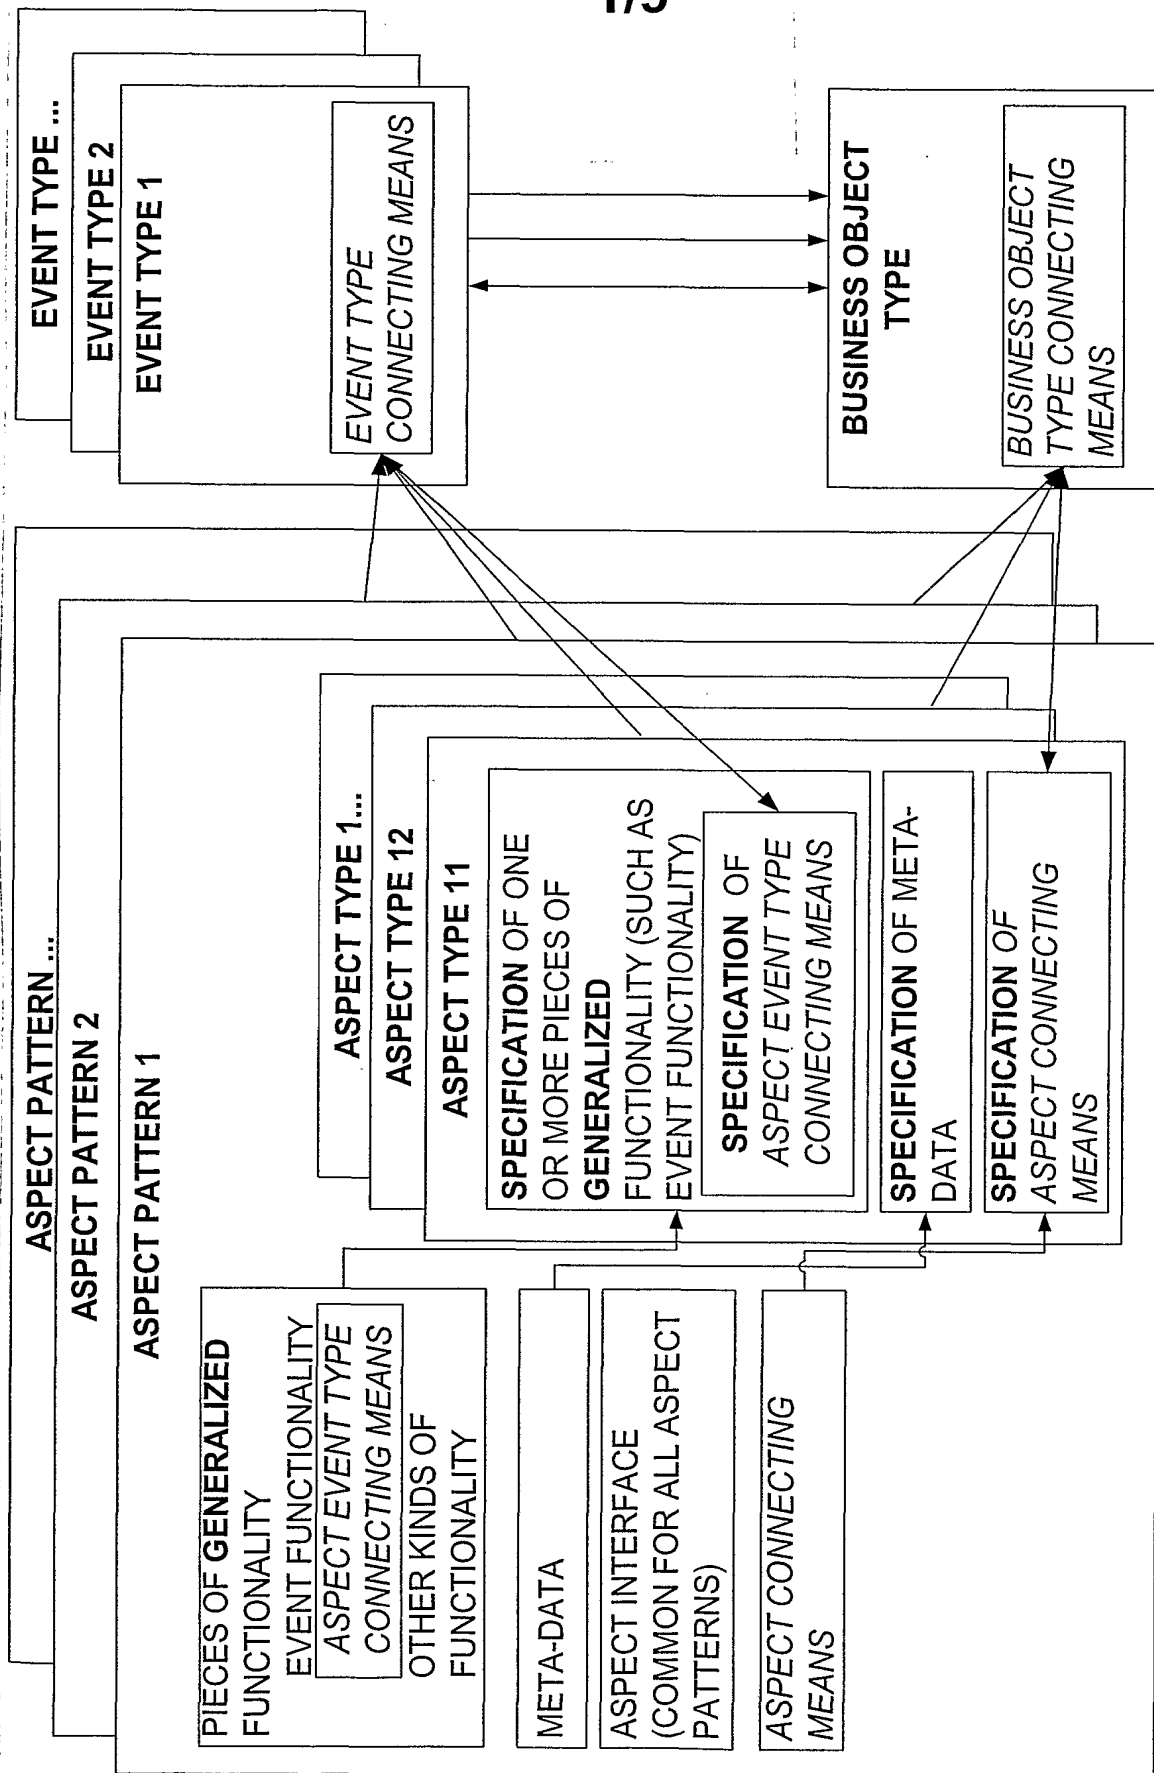 1/5
ASPECT PATTERN ...
ASPECT PATTERN 2
ASPECT PATTERN 1
PIECES OF GENERALIZED
FUNCTIONALITY
EVENT FUNCTIONALITY
ASPECT EVENT TYPE
CONNECTING MEANS
OTHER KINDS OF
FUNCTIONALITY
META-DATA
ASPECT INTERFACE
(COMMON FOR ALL ASPECT
PATTERNS)
ASPECT CONNECTING
MEANS
ASPECT TYPE 1...
ASPECT TYPE 12
ASPECT TYPE 11
SPECIFICATION OF ONE
OR MORE PIECES OF
GENERALIZED
FUNCTIONALITY (SUCH AS
EVENT FUNCTIONALITY)
SPECIFICATION OF
ASPECT EVENT TYPE
CONNECTING MEANS
SPECIFICATION OF META-
DATA
SPECIFICATION OF
ASPECT CONNECTING
MEANS
EVENT TYPE ...
EVENT TYPE 2
EVENT TYPE 1
EVENT TYPE
CONNECTING MEANS
BUSINESS OBJECT
TYPE
BUSINESS OBJECT
TYPE CONNECTING
MEANS